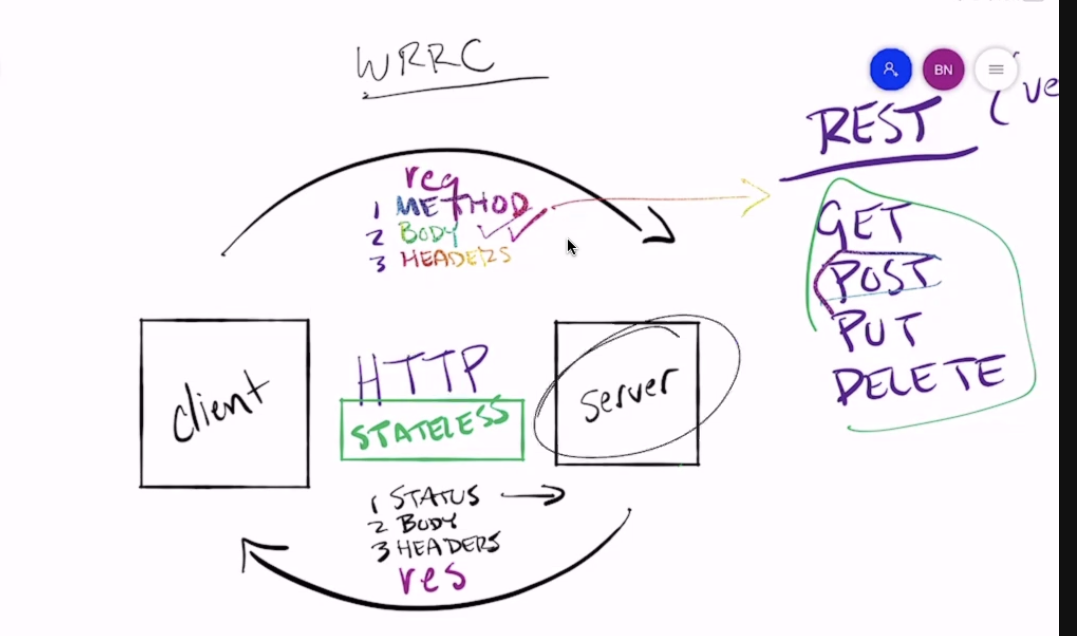 WRRC
BN
REST
(ve
req
1 METHOD
2 BODY
3 HEADERS
GET
POST
PUT
DELETE
client
HTTP
STATELESS
server
1 STATUS
2 BODY
3 HEADERS
res